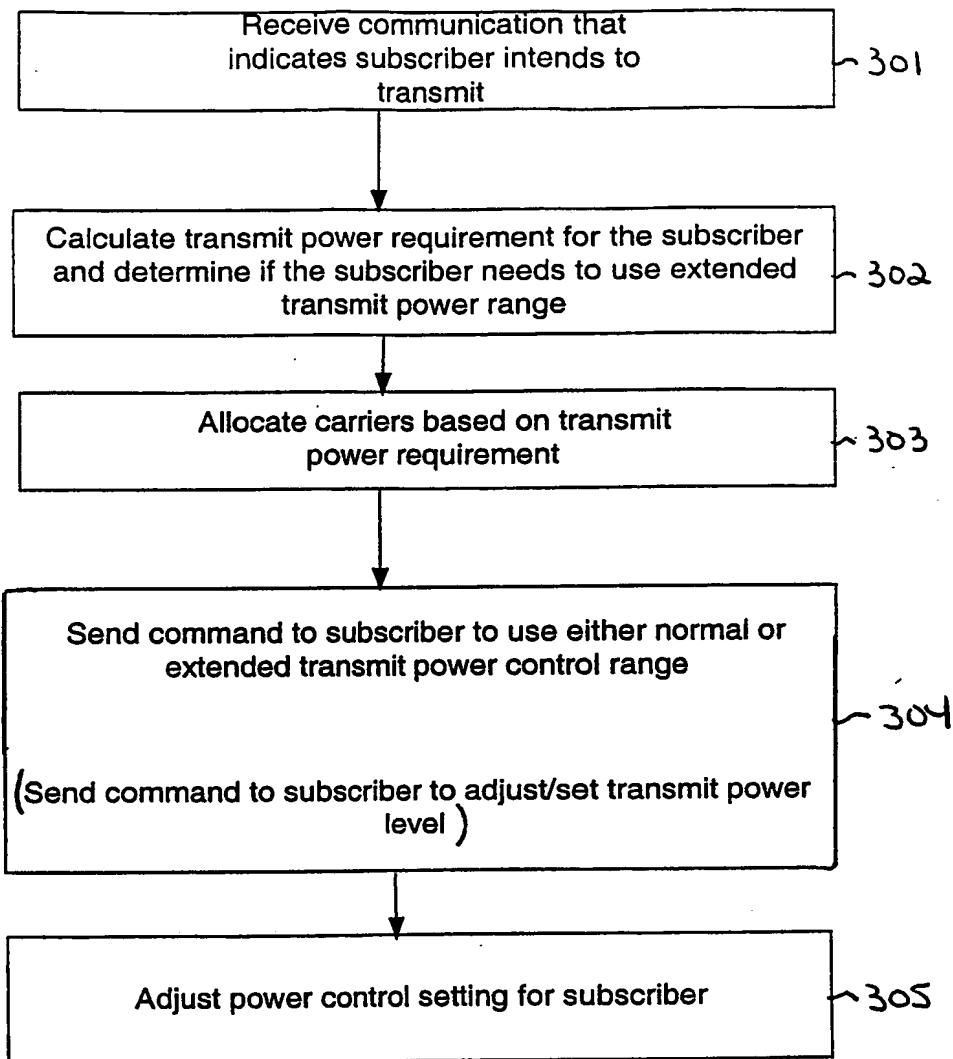 Receive communication that
indicates subscriber intends to
transmit
301
Calculate transmit power requirement for the subscriber
and determine if the subscriber needs to use extended
transmit power range
302
Allocate carriers based on transmit
power requirement
303
Send command to subscriber to use either normal or
extended transmit power control range
304
(Send command to subscriber to adjust/set transmit power
level)
Adjust power control setting for subscriber
305